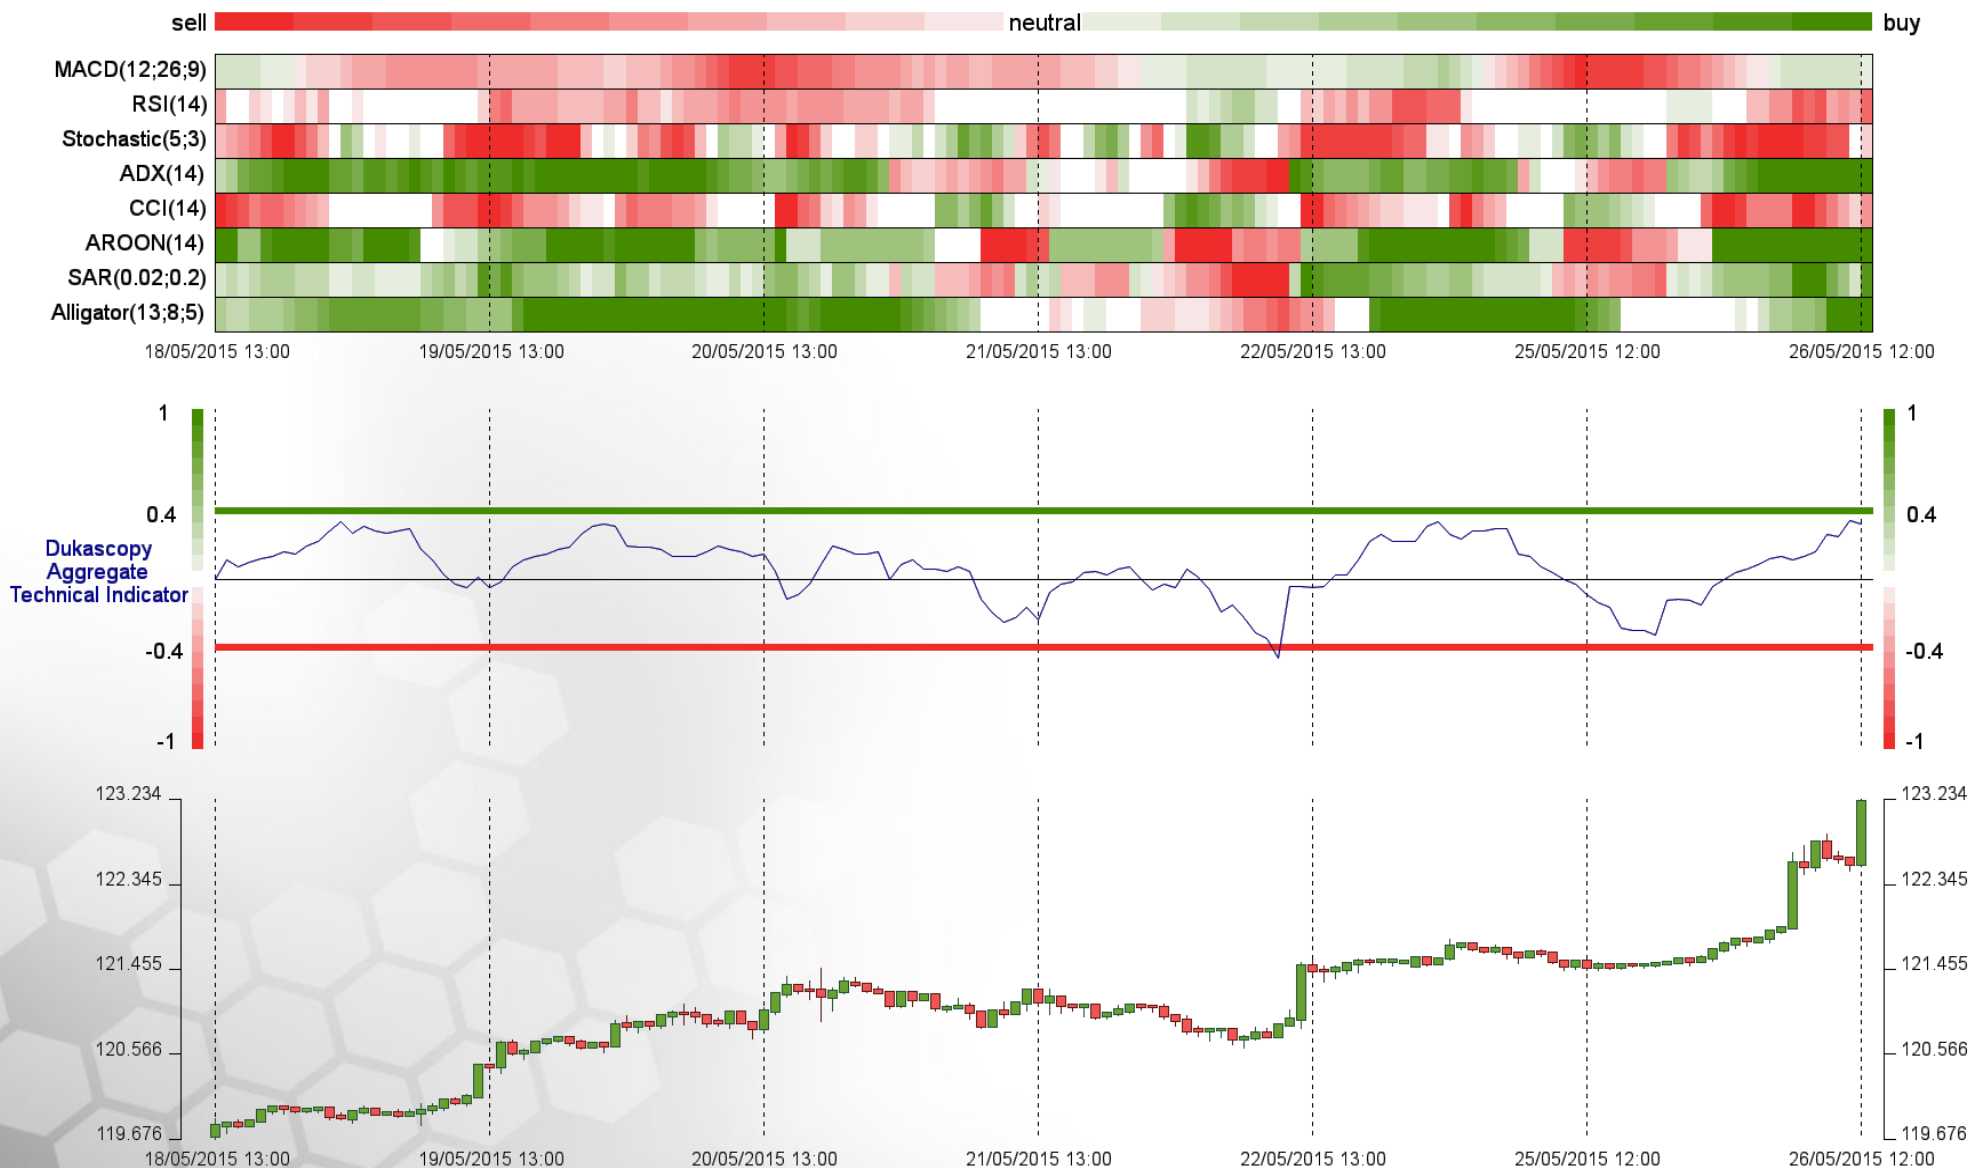 sell neutral buy
MACD(12;26;9)
RSI(14)
Stochastic(5;3)
ADX(14)
CCI(14)
AROON(14)
SAR(0.02;0.2)
Alligator(13;8;5)
18/05/2015 13:00 19/05/2015 13:00 20/05/2015 13:00 21/05/2015 13:00 22/05/2015 13:00 25/05/2015 12:00 26/05/2015 12:00
1 1
0.4 0.4
Dukascopy
Aggregate
Technical Indicator
-0.4 -0.4
-1 -1
123.234 123.234
122.345 122.345
121.455 121.455
120.566 120.566
119.676 119.676
18/05/2015 13:00 19/05/2015 13:00 20/05/2015 13:00 21/05/2015 13:00 22/05/2015 13:00 25/05/2015 12:00 26/05/2015 12:00